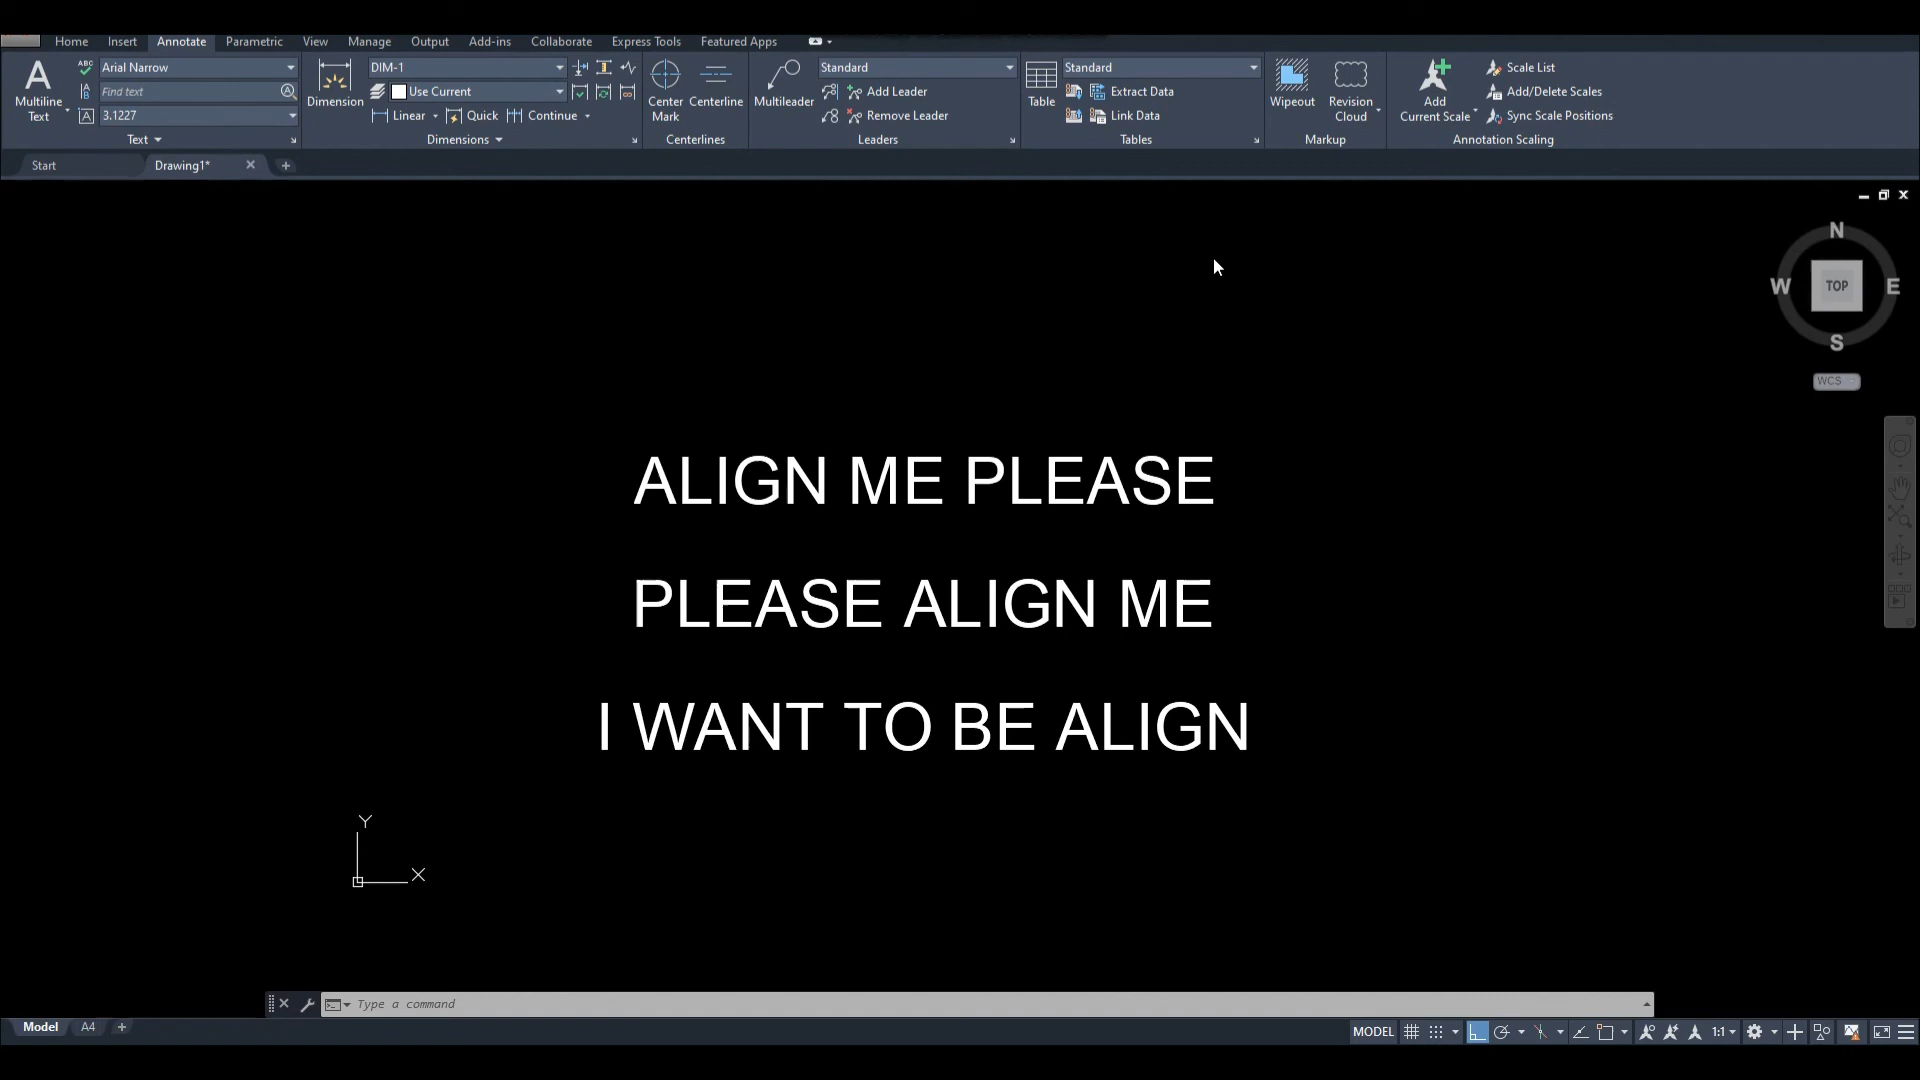 Home Insert Annotate Parametric View Manage Output Add-ins Collaborate Express Tools Featured Apps
Arial Narrow DIM-1 Standard Standard Scale List
Find text Use Current Add Leader Extract Data Add/Delete Scales
3.1227 Linear Quick Continue Remove Leader Link Data Sync Scale Positions
Multiline Text
Dimension
Center Mark
Centerline
Multileader
Table
Wipeout
Revision Cloud
Add Current Scale
Text Dimensions Centerlines Leaders Tables Markup Annotation Scaling
Start Drawing1*
N
W TOP E
S
WCS
ALIGN ME PLEASE
PLEASE ALIGN ME
I WANT TO BE ALIGN
Y
X
Type a command
Model A4
MODEL 1:1